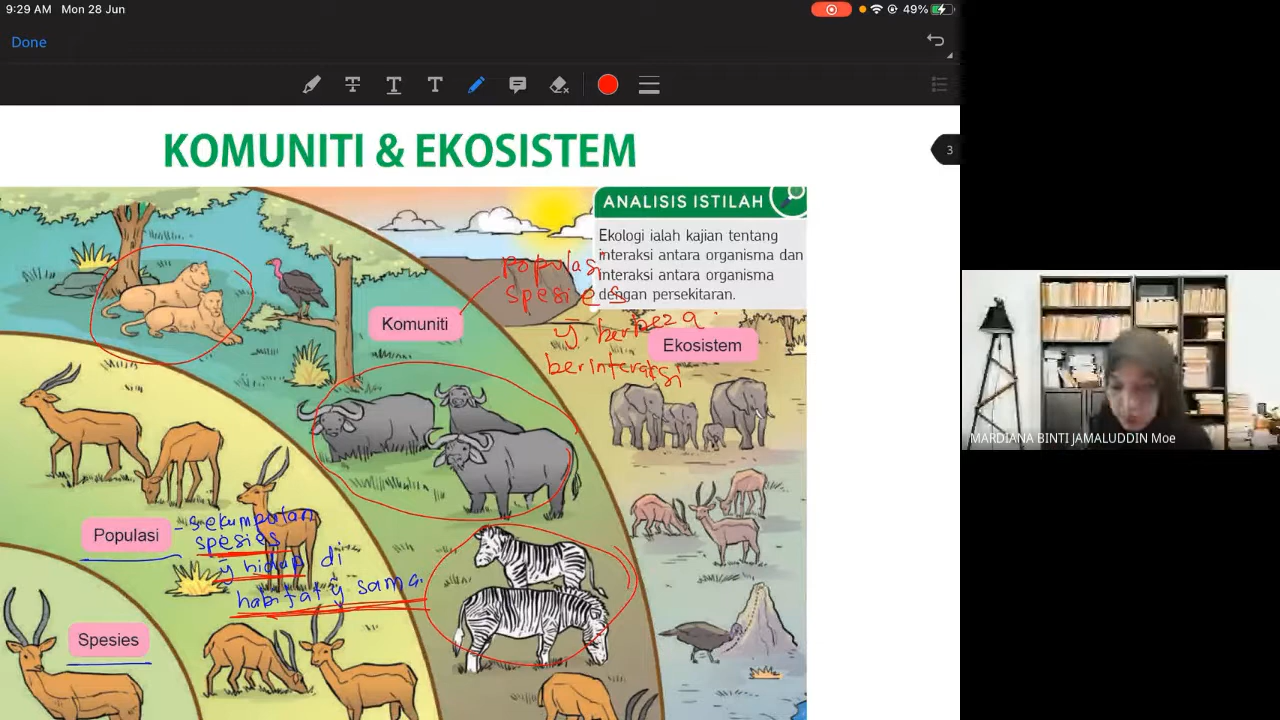 9:29 AM Mon 28 Jun
49%
Done
T
T
T
KOMUNITI & EKOSISTEM
3
ANALISIS ISTILAH
Ekologi ialah kajian tentang
interaksi antara organisma dan
interaksi antara organisma
dengan persekitaran.
populasi
spesies
ȳ berbeza
berinteraksi
Komuniti
Ekosistem
Populasi
- sekumpulan
spesies
ȳ hidup di
habitat ȳ sama.
Spesies
MARDIANA BINTI JAMALUDDIN Moe